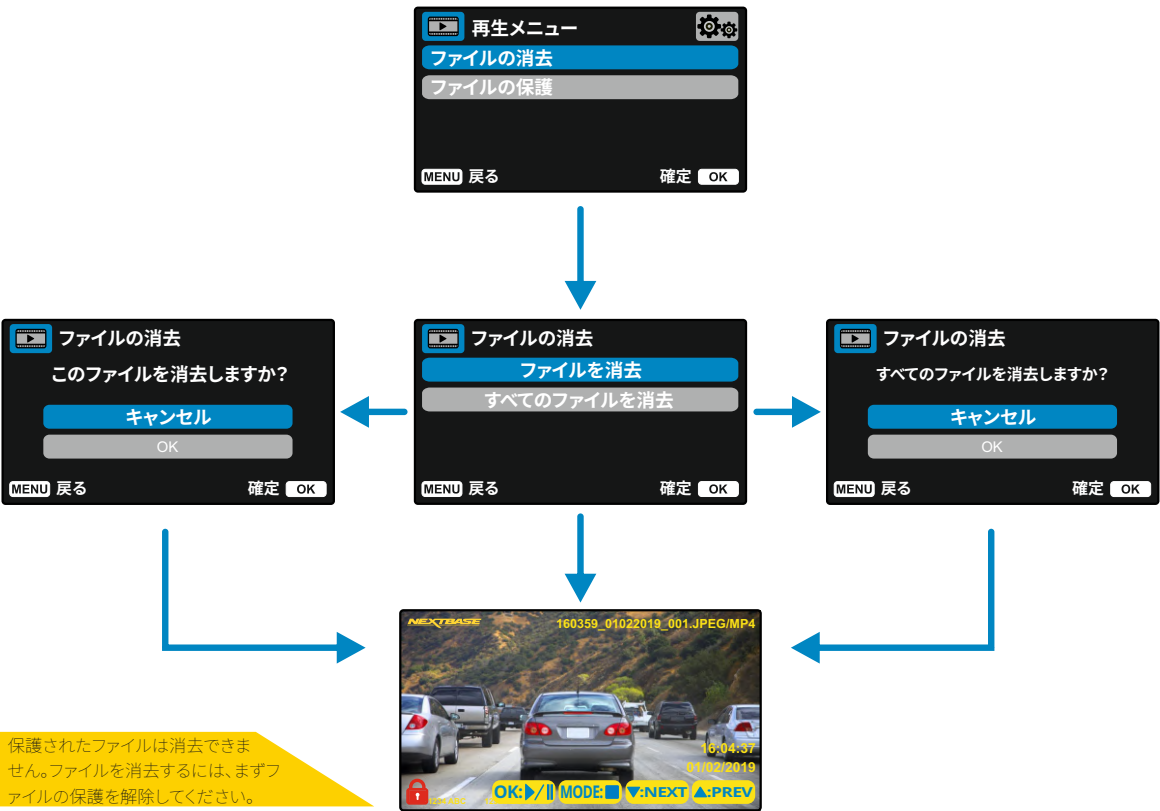 再生メニュー
ファイルの消去
ファイルの保護
MENU 戻る 確定 OK
ファイルの消去
このファイルを消去しますか?
キャンセル
OK
MENU 戻る 確定 OK
ファイルの消去
ファイルを消去
すべてのファイルを消去
MENU 戻る 確定 OK
ファイルの消去
すべてのファイルを消去しますか?
キャンセル
OK
MENU 戻る 確定 OK
NEXTBASE 160359_01022019_001.JPEG/MP4
16:04:37
01/02/2019
OK:▶/|| MODE:■ ▼:NEXT ▲:PREV
保護されたファイルは消去できま
せん。ファイルを消去するには、まずフ
ァイルの保護を解除してください。